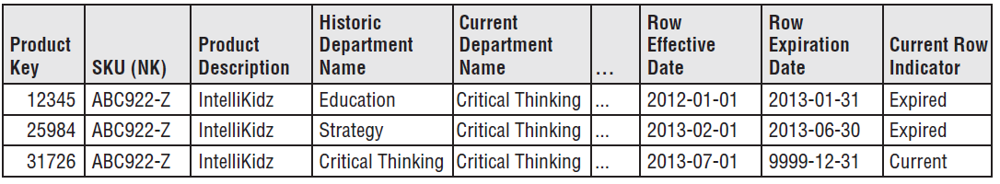 Product Key SKU (NK) Product Description Historic Department Name Current Department Name ... Row Effective Date Row Expiration Date Current Row Indicator
12345 ABC922-Z IntelliKidz Education Critical Thinking ... 2012-01-01 2013-01-31 Expired
25984 ABC922-Z IntelliKidz Strategy Critical Thinking ... 2013-02-01 2013-06-30 Expired
31726 ABC922-Z IntelliKidz Critical Thinking Critical Thinking ... 2013-07-01 9999-12-31 Current